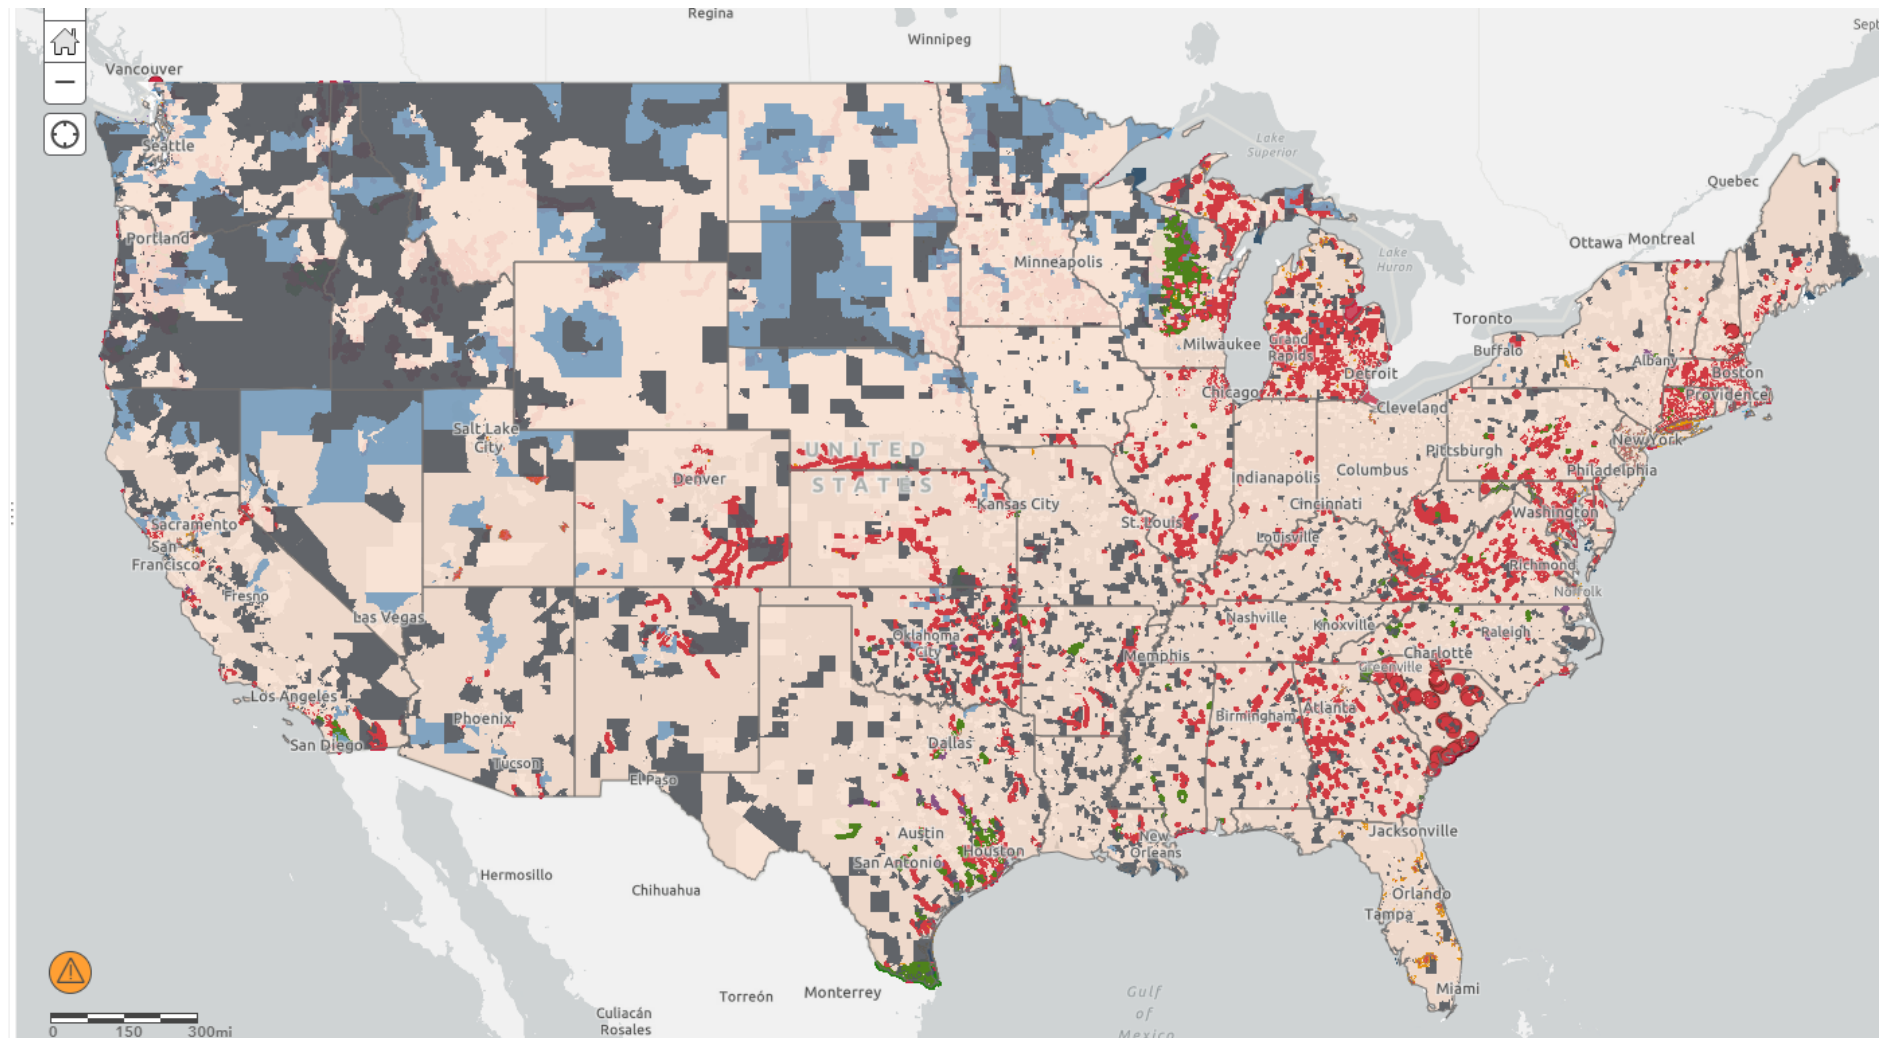 Regina
Sept
Winnipeg
Vancouver
Lake
Superior
Seattle
Quebec
Portland
Ottawa
Montreal
Minneapolis
Lake
Huron
Toronto
Milwaukee
Grand
Rapids
Buffalo
Albany
Detroit
Boston
Chicago
Providence
Cleveland
Salt Lake
City
UNITED
STATES
New York
Pittsburgh
Denver
Columbus
Philadelphia
Indianapolis
Kansas City
Cincinnati
Washington
Sacramento
St. Louis
San
Francisco
Louisville
Richmond
Fresno
Norfolk
Las Vegas
Nashville
Knoxville
Raleigh
Oklahoma
City
Memphis
Charlotte
Greenville
Los Angeles
Phoenix
Birmingham
Atlanta
San Diego
Dallas
Tucson
El Paso
Austin
Jacksonville
New
Orleans
Houston
San Antonio
Hermosillo
Chihuahua
Orlando
Tampa
Miami
Torreón
Monterrey
Gulf
of
Mexico
Culiacán
Rosales
0 150 300mi